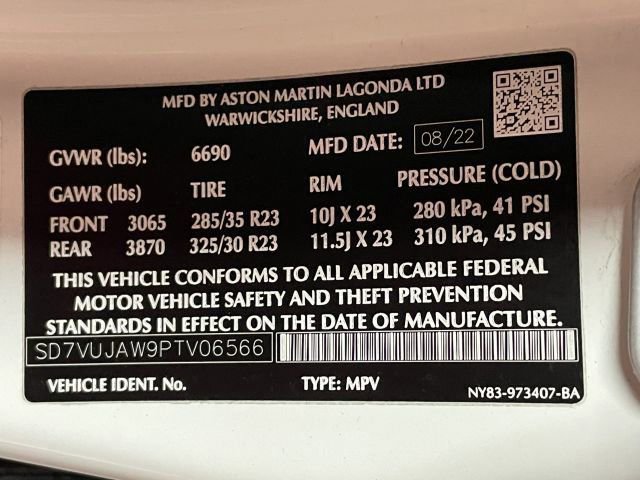 MFD BY ASTON MARTIN LAGONDA LTD
WARWICKSHIRE, ENGLAND
GVWR (lbs): 6690 MFD DATE: 08/22
GAWR (lbs) TIRE RIM PRESSURE (COLD)
FRONT 3065 285/35 R23 10J X 23 280 kPa, 41 PSI
REAR 3870 325/30 R23 11.5J X 23 310 kPa, 45 PSI
THIS VEHICLE CONFORMS TO ALL APPLICABLE FEDERAL
MOTOR VEHICLE SAFETY AND THEFT PREVENTION
STANDARDS IN EFFECT ON THE DATE OF MANUFACTURE.
SD7VUJAW9PTV06566
VEHICLE IDENT. No. TYPE: MPV NY83-973407-BA